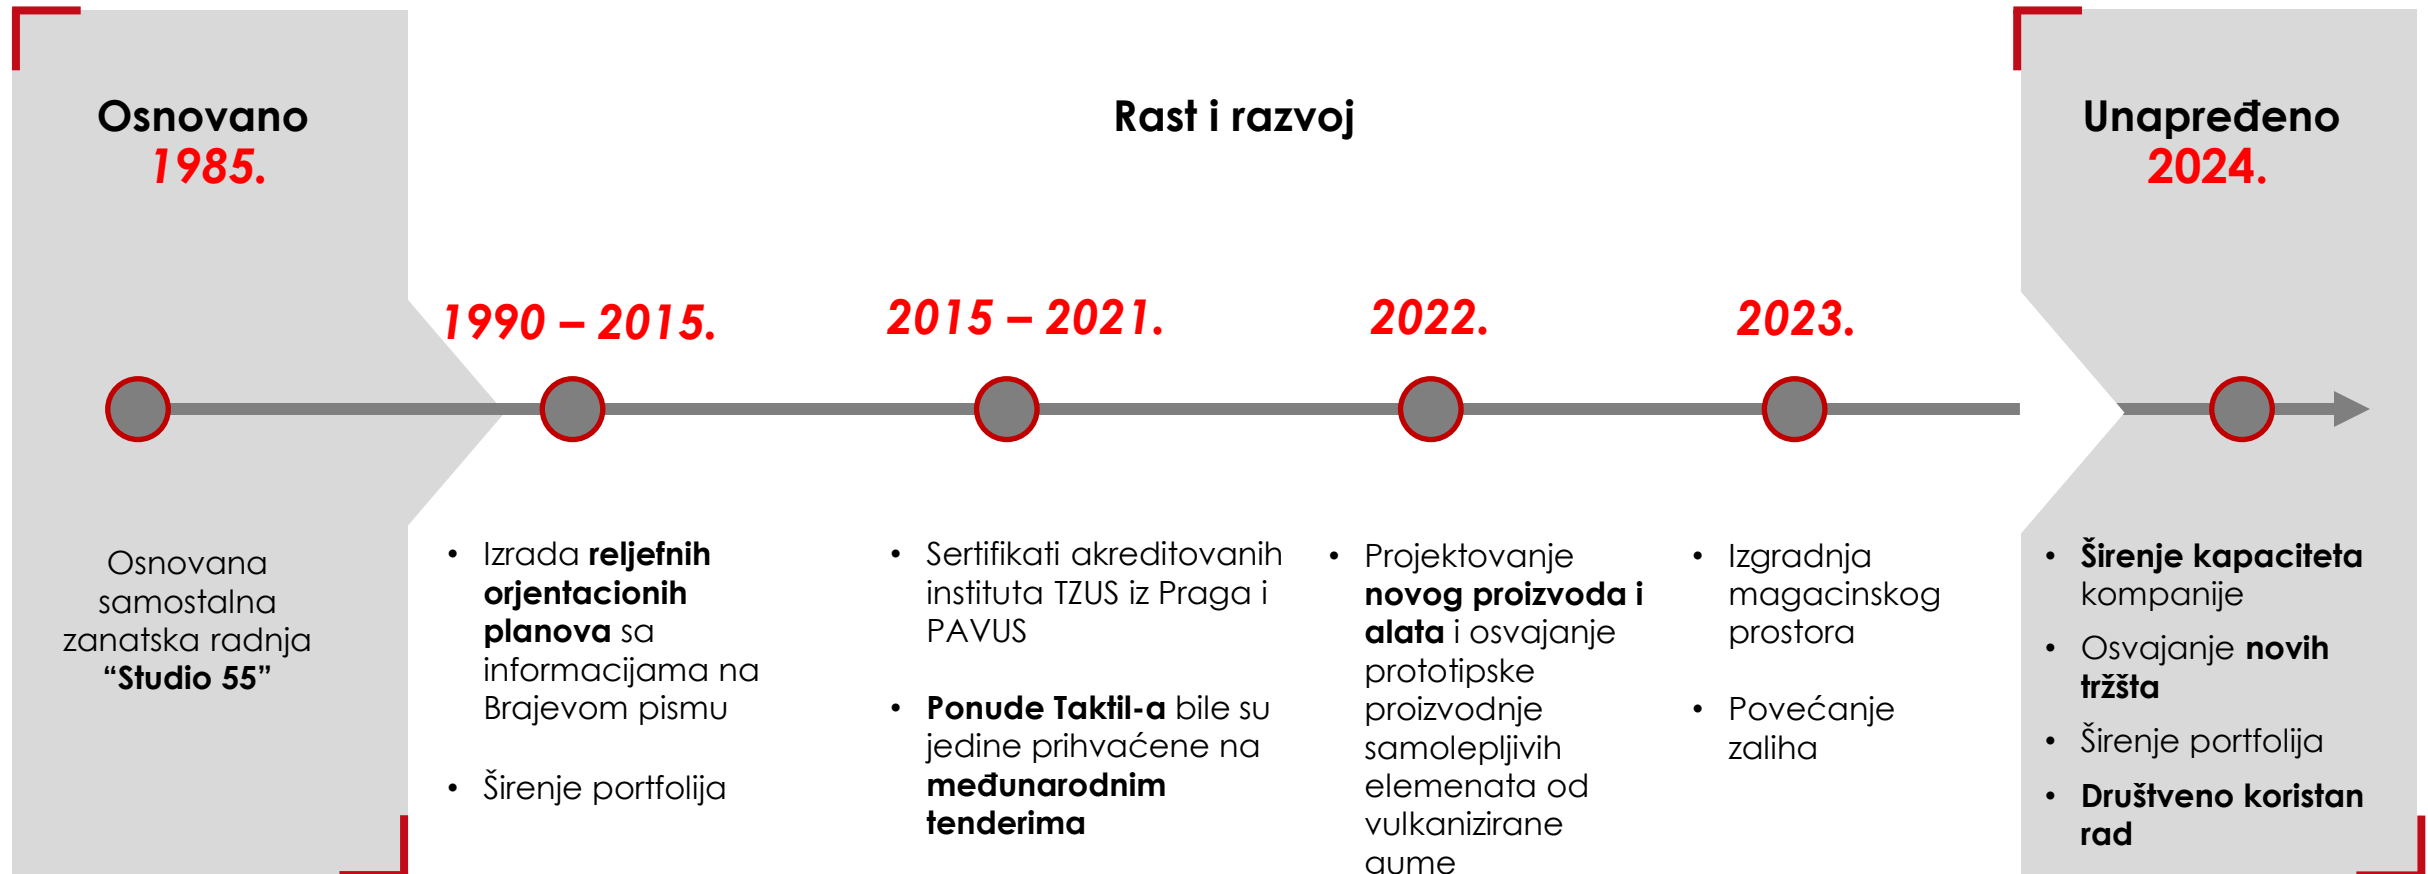 Osnovano
1985.
Rast i razvoj
Unapređeno
2024.
1990 – 2015.
2015 – 2021.
2022.
2023.
Osnovana
samostalna
zanatska radnja
“Studio 55”
• Izrada reljefnih
orjentacionih
planova sa
informacijama na
Brajevom pismu
• Širenje portfolija
• Sertifikati akreditovanih
instituta TZUS iz Praga i
PAVUS
• Ponude Taktil-a bile su
jedine prihvaćene na
međunarodnim
tenderima
• Projektovanje
novog proizvoda i
alata i osvajanje
prototipske
proizvodnje
samolepljivih
elemenata od
vulkanizirane
gume
• Izgradnja
magacinskog
prostora
• Povećanje
zaliha
• Širenje kapaciteta
kompanije
• Osvajanje novih
tržšta
• Širenje portfolija
• Društveno koristan
rad